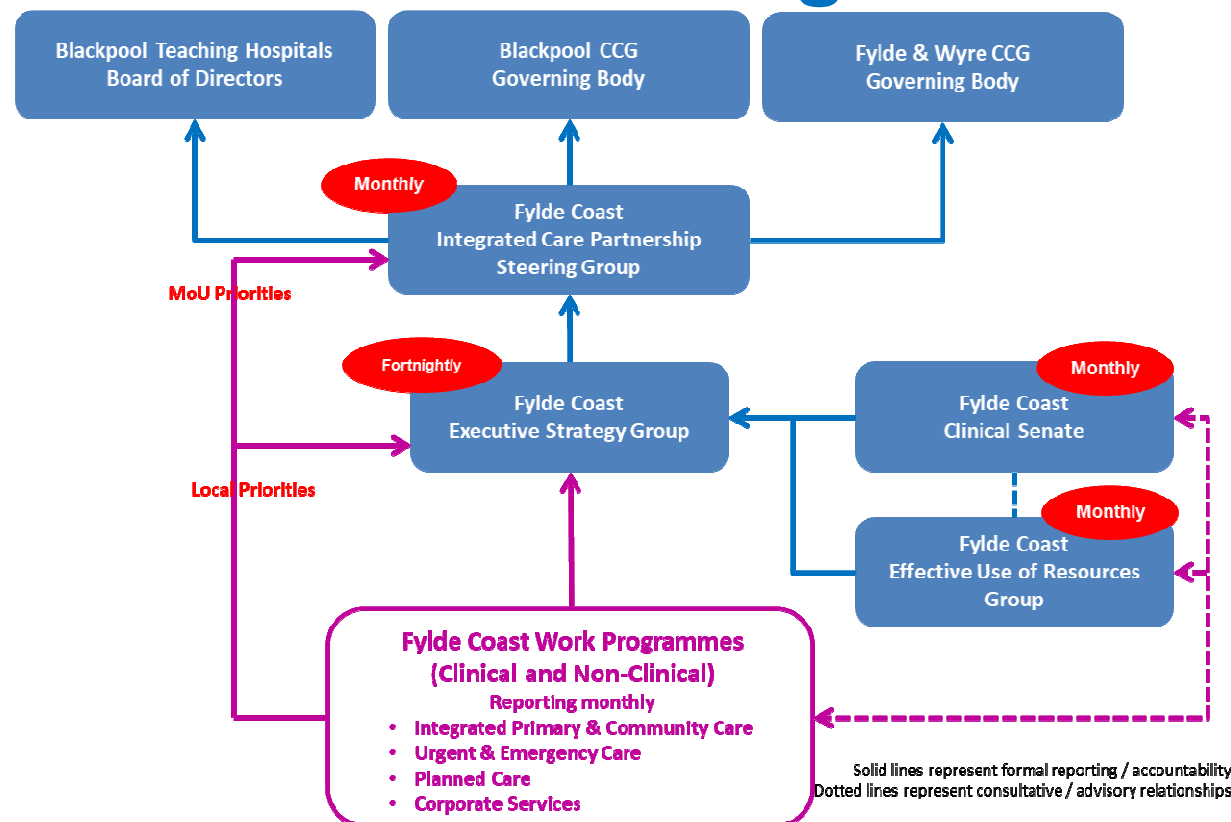 Blackpool Teaching Hospitals
Board of Directors
Blackpool CCG
Governing Body
Fylde & Wyre CCG
Governing Body
Monthly
Fylde Coast
Integrated Care Partnership
Steering Group
MoU Priorities
Fortnightly
Fylde Coast
Executive Strategy Group
Monthly
Fylde Coast
Clinical Senate
Local Priorities
Monthly
Fylde Coast
Effective Use of Resources
Group
Fylde Coast Work Programmes
(Clinical and Non-Clinical)
Reporting monthly
• Integrated Primary & Community Care
• Urgent & Emergency Care
• Planned Care
• Corporate Services
Solid lines represent formal reporting / accountability
Dotted lines represent consultative / advisory relationships